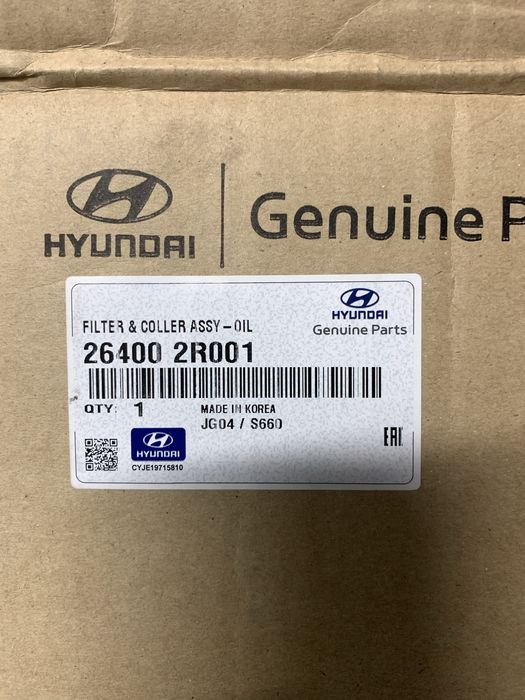 HYUNDAI
Genuine P
HYUNDAI
Genuine Parts
FILTER & COLLER ASSY-OIL
26400 2R001
QTY: 1
MADE IN KOREA
JG04 / S660
HYUNDAI
CYJE19715810
EAC